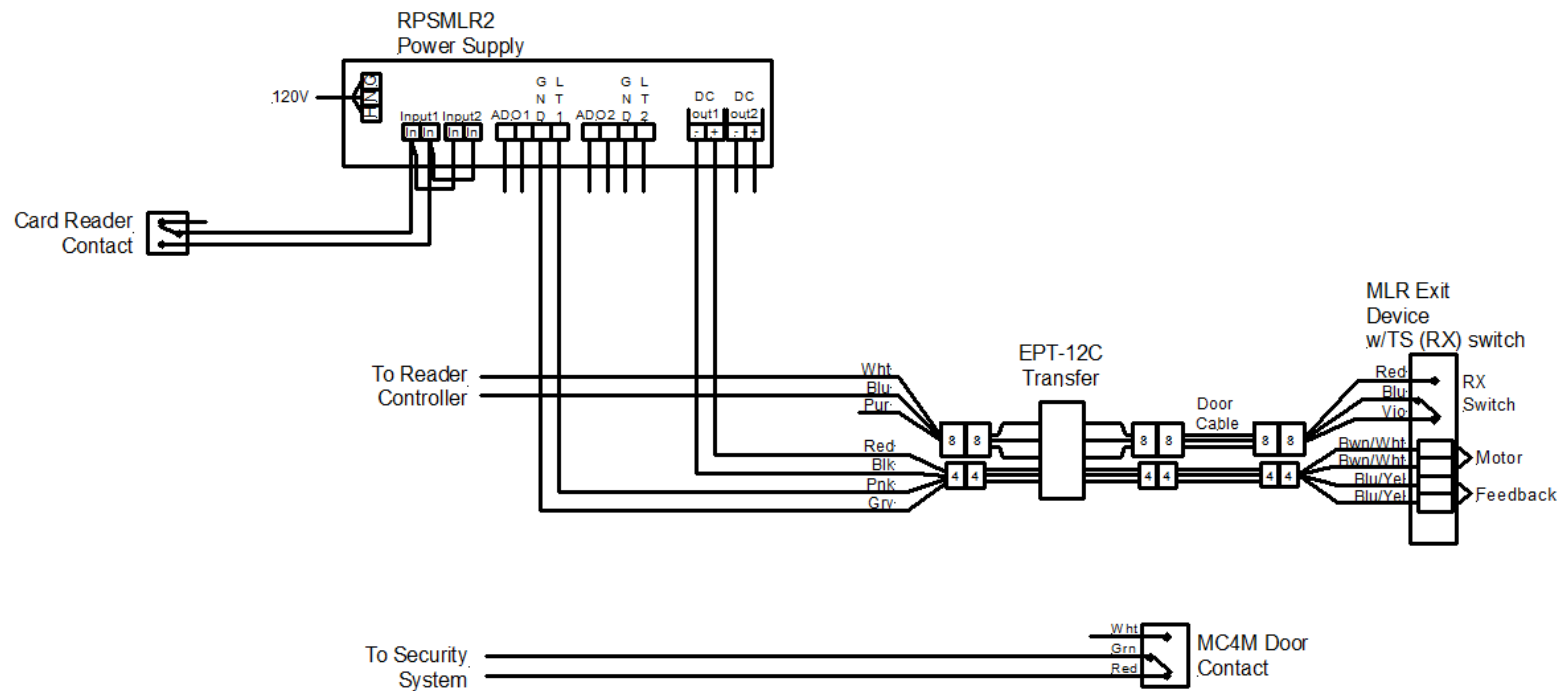 RPSMLR2
Power Supply
120V
H N G
G L G L
N T N T DC DC
Input1 Input2 ADO1 D 1 ADO2 D 2 out1 out2
In In In In - + - +
Card Reader
Contact
MLR Exit
Device
w/TS (RX) switch
EPT-12C
Transfer
To Reader
Controller
Wht
Blu
Pur
Red
Blk
Pnk
Gry
8 8 8 8 8 8
4 4 4 4 4 4
Door
Cable
Red
Blu
Vio
RX
Switch
Bwn/Wht
Bwn/Wht
Motor
Blu/Yel
Blu/Yel
Feedback
To Security
System
Wht
Grn
Red
MC4M Door
Contact